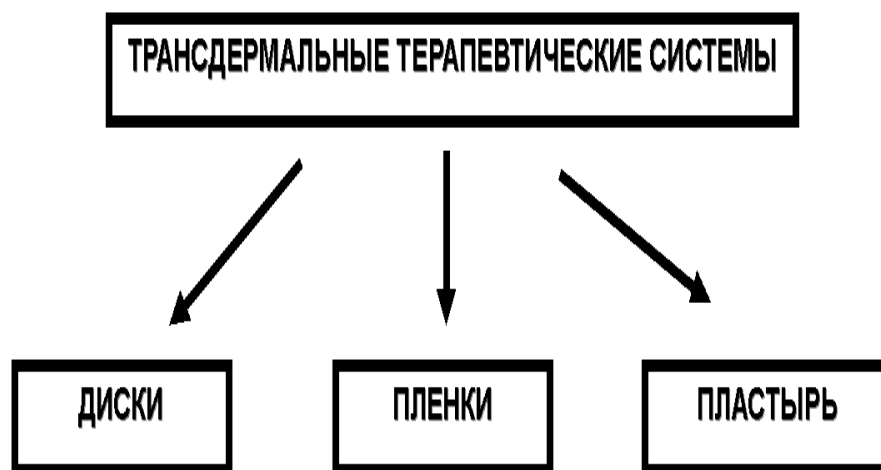 ТРАНСДЕРМАЛЬНЫЕ ТЕРАПЕВТИЧЕСКИЕ СИСТЕМЫ
ДИСКИ
ПЛЕНКИ
ПЛАСТЫРЬ